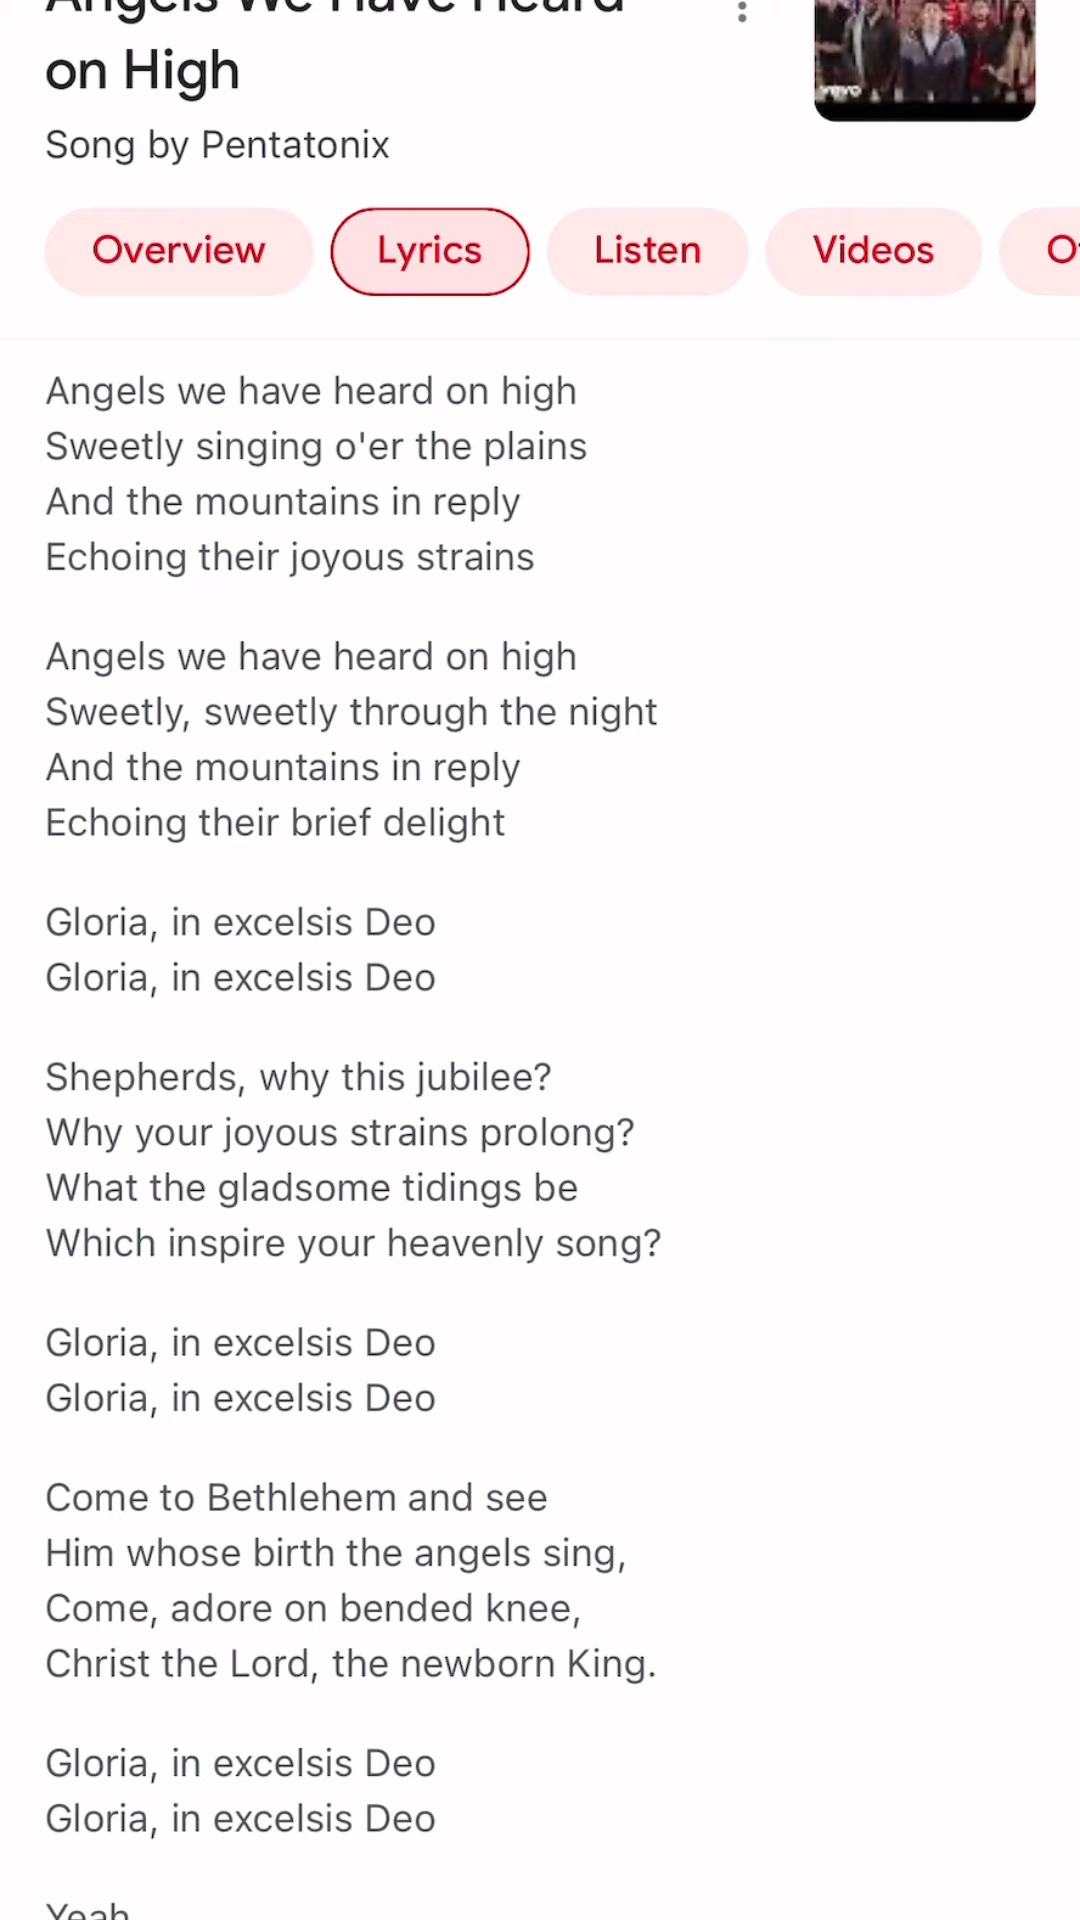 Angels We Have Heard
on High
Song by Pentatonix
vevo
Overview
Lyrics
Listen
Videos
Angels we have heard on high
Sweetly singing o'er the plains
And the mountains in reply
Echoing their joyous strains
Angels we have heard on high
Sweetly, sweetly through the night
And the mountains in reply
Echoing their brief delight
Gloria, in excelsis Deo
Gloria, in excelsis Deo
Shepherds, why this jubilee?
Why your joyous strains prolong?
What the gladsome tidings be
Which inspire your heavenly song?
Gloria, in excelsis Deo
Gloria, in excelsis Deo
Come to Bethlehem and see
Him whose birth the angels sing,
Come, adore on bended knee,
Christ the Lord, the newborn King.
Gloria, in excelsis Deo
Gloria, in excelsis Deo
Yeah